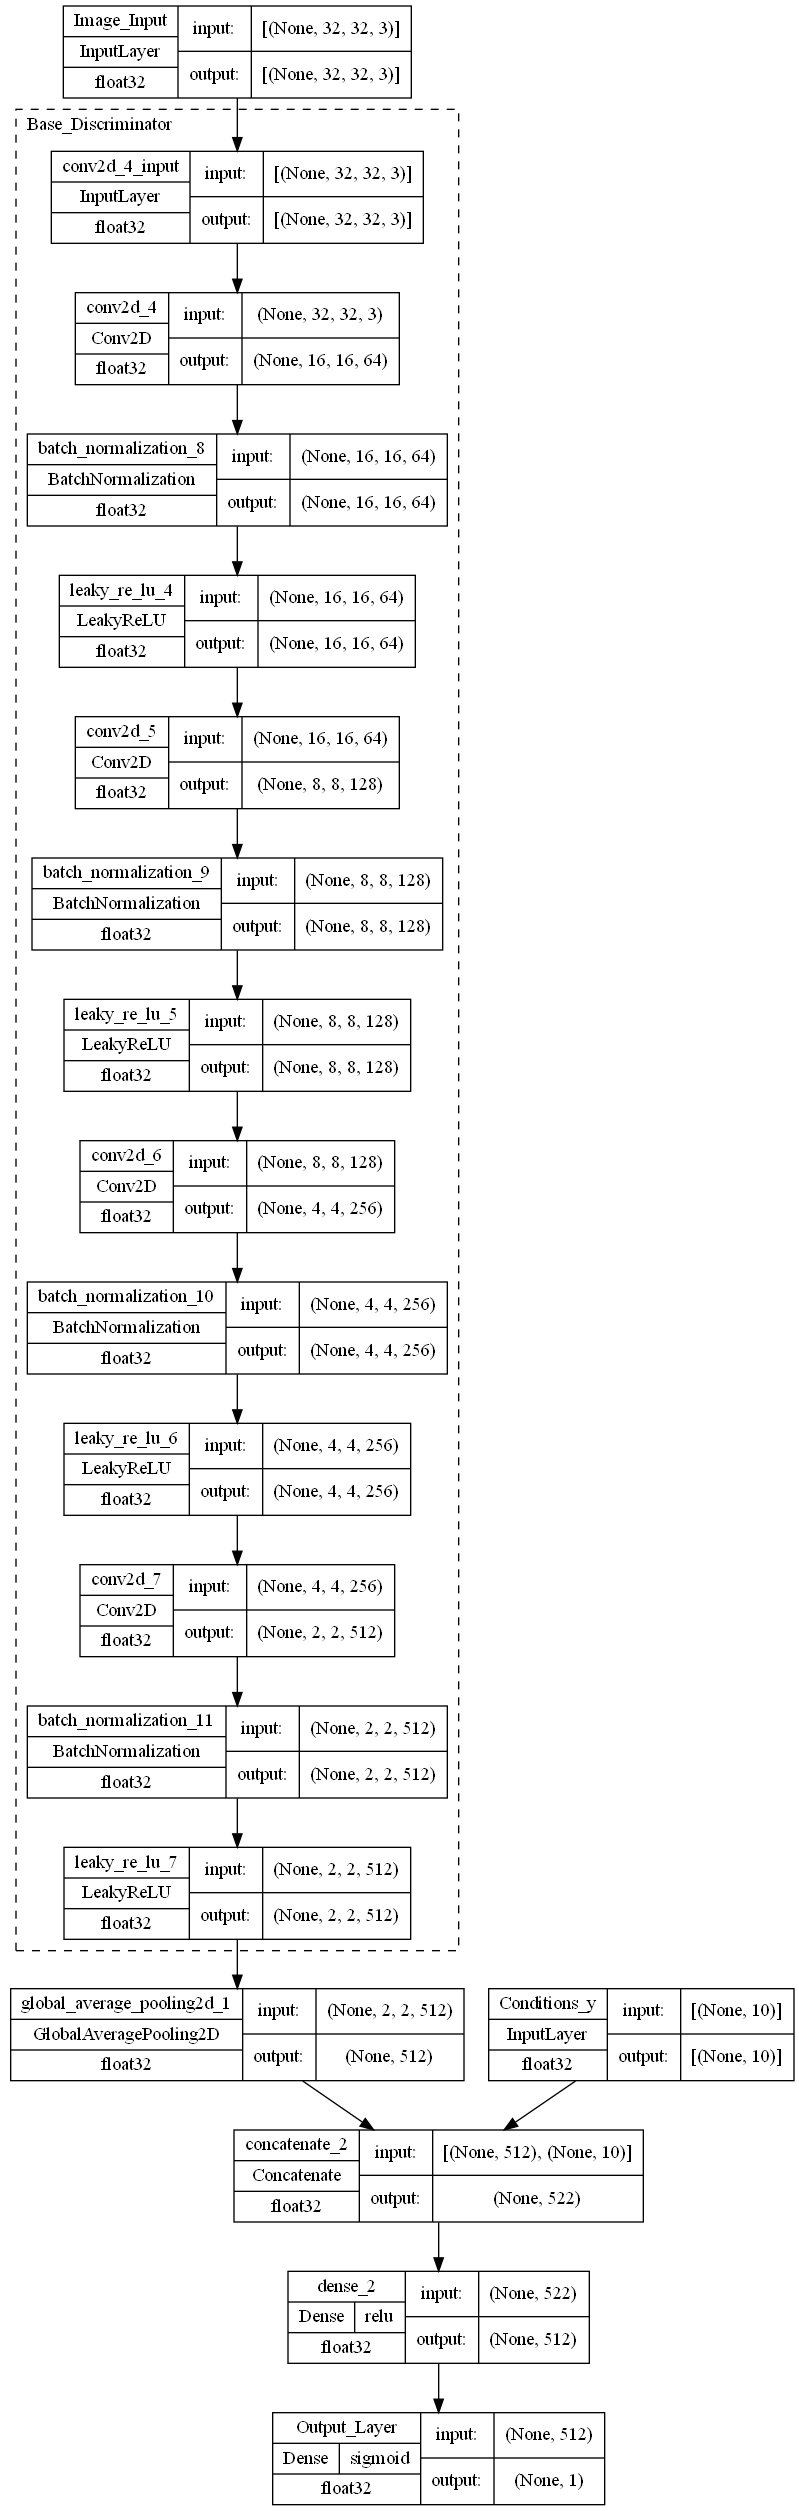 Image_Input
InputLayer
float32
input:
[(None, 32, 32, 3)]
output:
[(None, 32, 32, 3)]
Base_Discriminator
conv2d_4_input
InputLayer
float32
input:
[(None, 32, 32, 3)]
output:
[(None, 32, 32, 3)]
conv2d_4
Conv2D
float32
input:
(None, 32, 32, 3)
output:
(None, 16, 16, 64)
batch_normalization_8
BatchNormalization
float32
input:
(None, 16, 16, 64)
output:
(None, 16, 16, 64)
leaky_re_lu_4
LeakyReLU
float32
input:
(None, 16, 16, 64)
output:
(None, 16, 16, 64)
conv2d_5
Conv2D
float32
input:
(None, 16, 16, 64)
output:
(None, 8, 8, 128)
batch_normalization_9
BatchNormalization
float32
input:
(None, 8, 8, 128)
output:
(None, 8, 8, 128)
leaky_re_lu_5
LeakyReLU
float32
input:
(None, 8, 8, 128)
output:
(None, 8, 8, 128)
conv2d_6
Conv2D
float32
input:
(None, 8, 8, 128)
output:
(None, 4, 4, 256)
batch_normalization_10
BatchNormalization
float32
input:
(None, 4, 4, 256)
output:
(None, 4, 4, 256)
leaky_re_lu_6
LeakyReLU
float32
input:
(None, 4, 4, 256)
output:
(None, 4, 4, 256)
conv2d_7
Conv2D
float32
input:
(None, 4, 4, 256)
output:
(None, 2, 2, 512)
batch_normalization_11
BatchNormalization
float32
input:
(None, 2, 2, 512)
output:
(None, 2, 2, 512)
leaky_re_lu_7
LeakyReLU
float32
input:
(None, 2, 2, 512)
output:
(None, 2, 2, 512)
global_average_pooling2d_1
GlobalAveragePooling2D
float32
input:
(None, 2, 2, 512)
output:
(None, 512)
Conditions_y
InputLayer
float32
input:
[(None, 10)]
output:
[(None, 10)]
concatenate_2
Concatenate
float32
input:
[(None, 512), (None, 10)]
output:
(None, 522)
dense_2
Dense
relu
float32
input:
(None, 522)
output:
(None, 512)
Output_Layer
Dense
sigmoid
float32
input:
(None, 512)
output:
(None, 1)